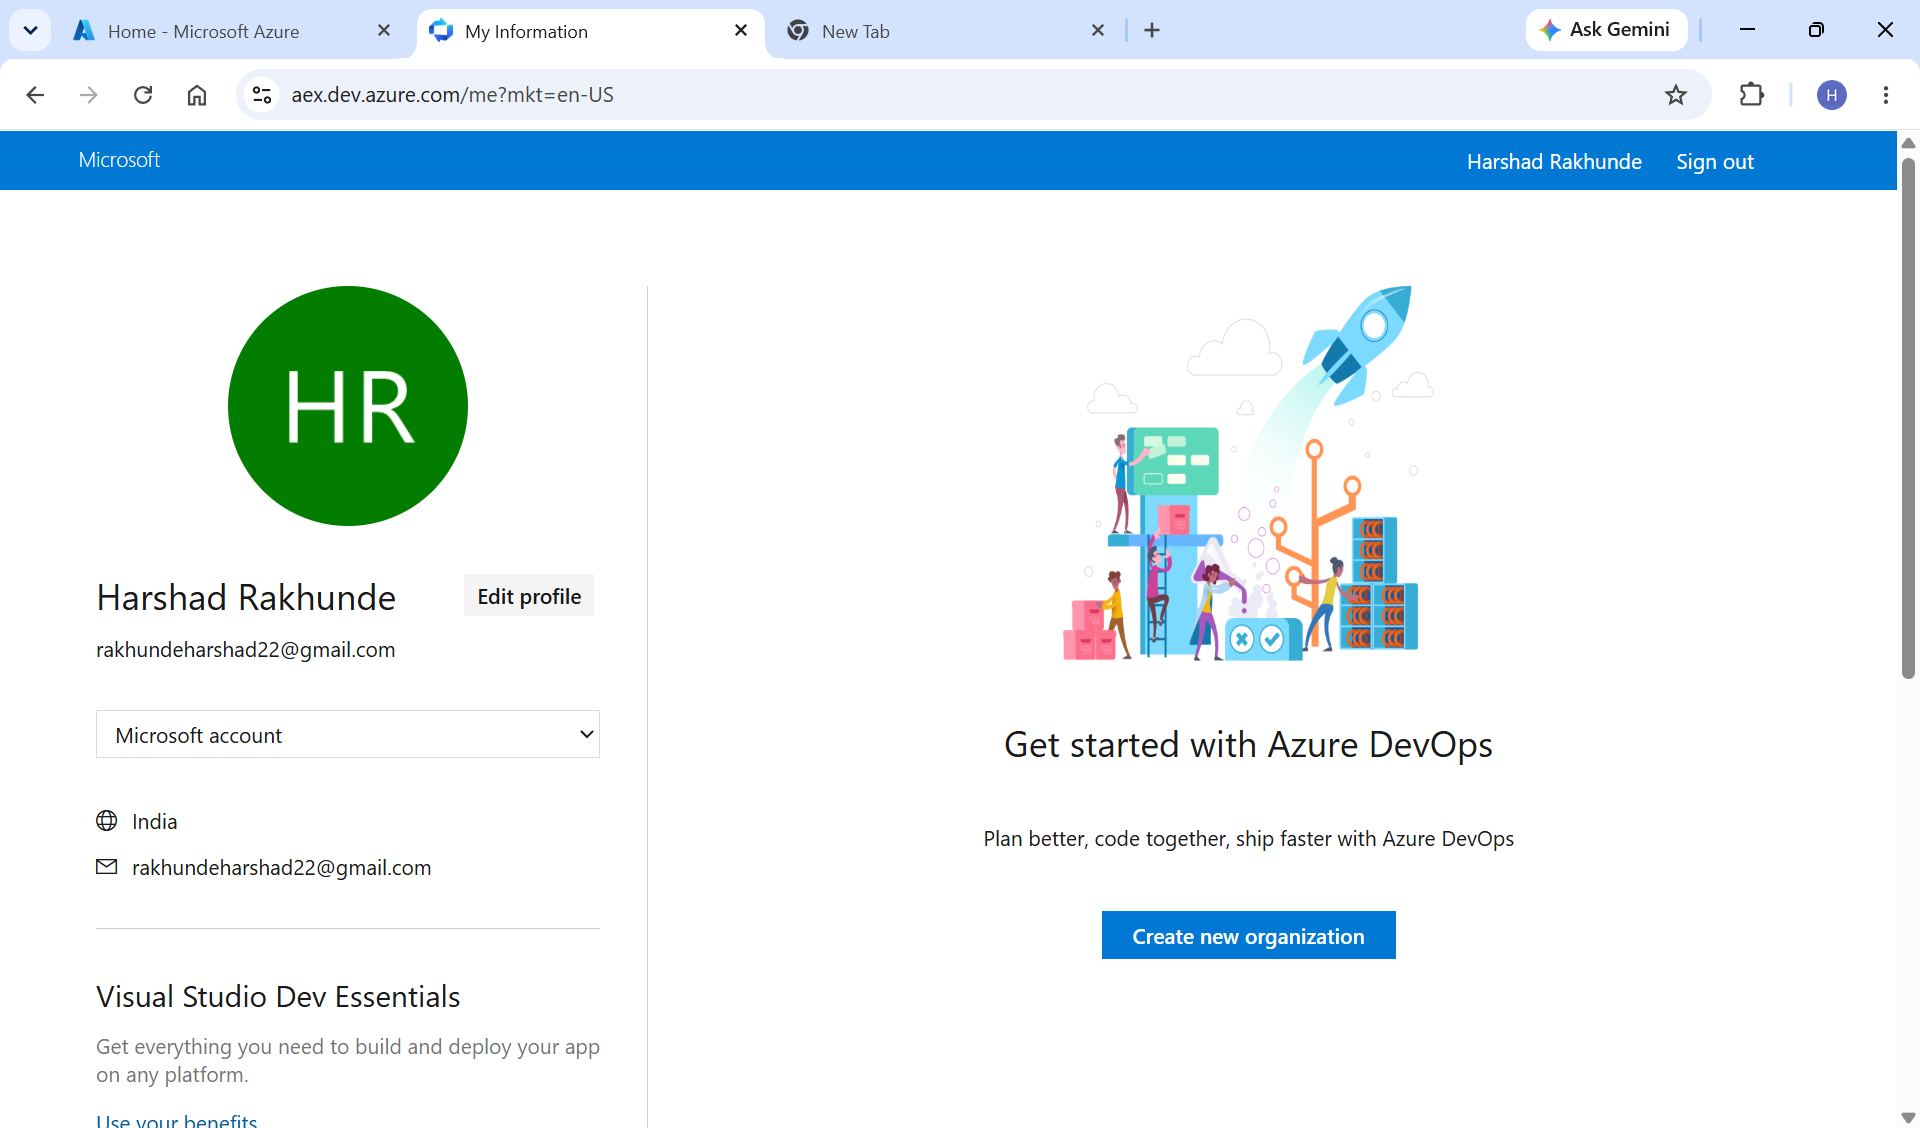 Home - Microsoft Azure
My Information
New Tab
Ask Gemini
aex.dev.azure.com/me?mkt=en-US
H
Microsoft
Harshad Rakhunde
Sign out
HR
Harshad Rakhunde
Edit profile
rakhundeharshad22@gmail.com
Microsoft account
India
rakhundeharshad22@gmail.com
Visual Studio Dev Essentials
Get everything you need to build and deploy your app
on any platform.
Use your benefits
Get started with Azure DevOps
Plan better, code together, ship faster with Azure DevOps
Create new organization